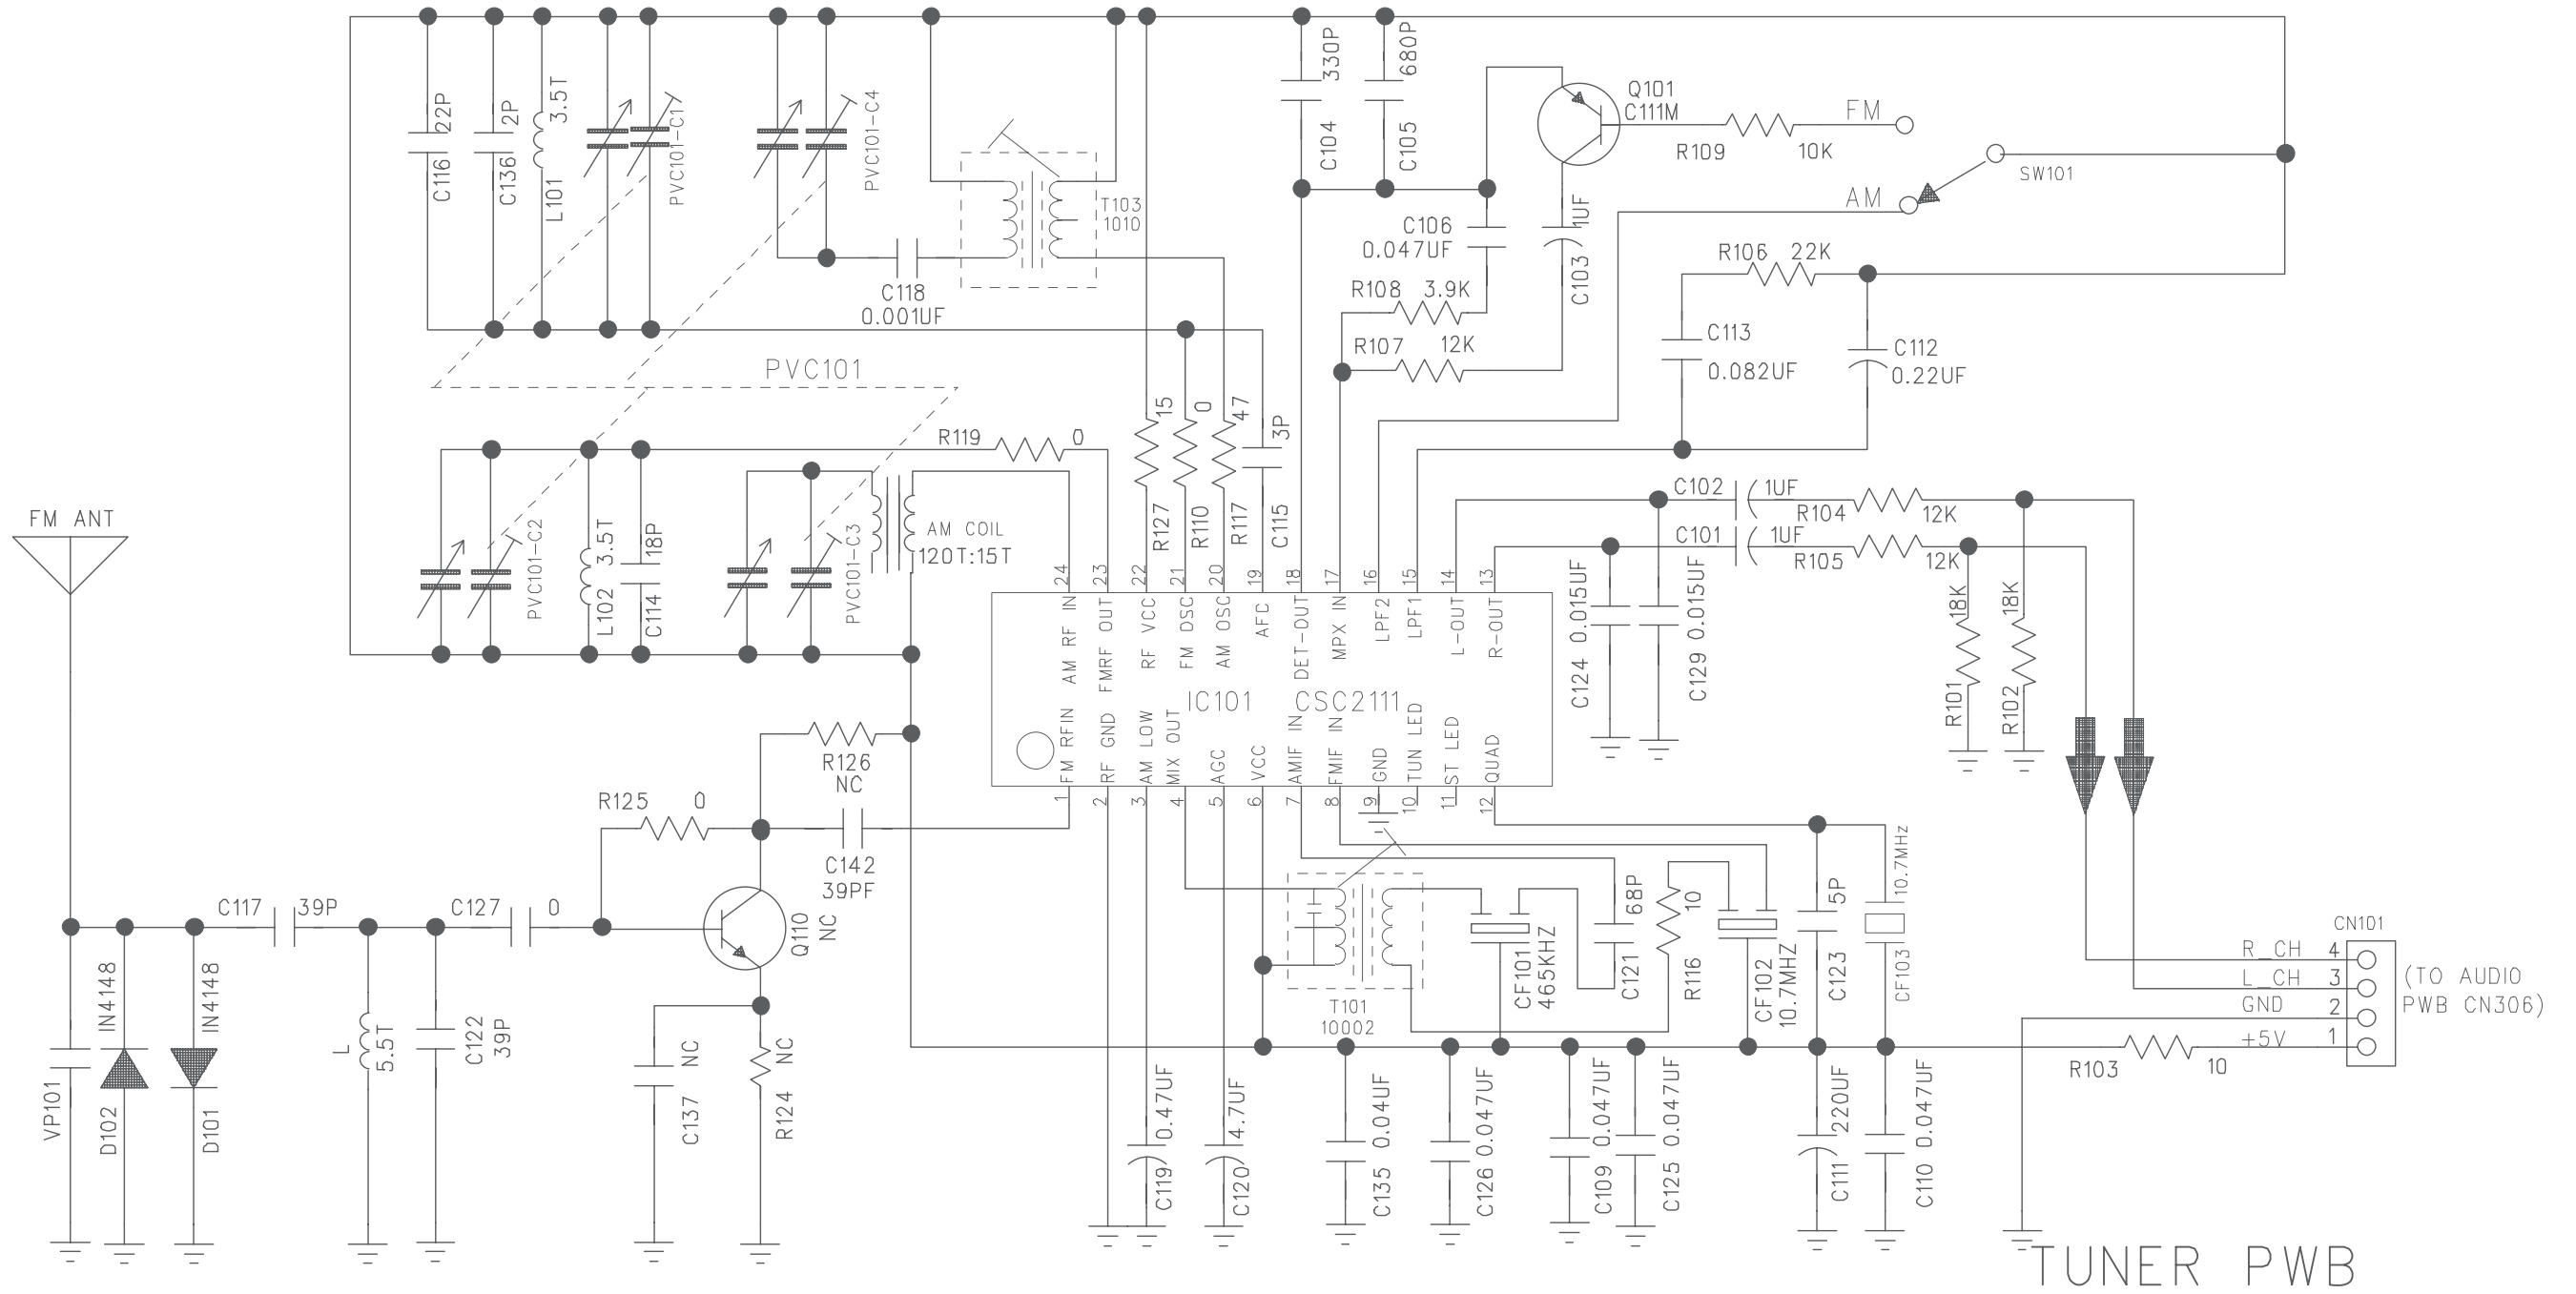 22P
C116
2P
C136
3.5T
L101
PVC101-C1
PVC101-C4
T103
1010
C118
0.001UF
330P
C104
680P
C105
Q101
C111M
R109
10K
FM
AM
SW101
C106
0.047UF
1UF
C103
R108 3.9K
R107 12K
R106 22K
C113
0.082UF
C112
0.22UF
PVC101
R119 0
15
R127
0
R110
47
R117
3P
C115
FM ANT
PVC101-C2
L102 3.5T
C114 18P
PVC101-C3
AM COIL
120T:15T
C102 1UF
R104 12K
C101 1UF
R105 12K
C124 0.015UF
C129 0.015UF
R101 18K
R102 18K
24 23 22 21 20 19 18 17 16 15 14 13
AM RF IN
FMRF OUT
RF VCC
FM OSC
AM OSC
AFC
DET-OUT
MPX IN
LPF2
LPF1
L-OUT
R-OUT
IC101 CSC2111
FM RFIN
RF GND
AM LOW
MIX OUT
AGC
VCC
AMIF IN
FMIF IN
GND
TUN LED
ST LED
QUAD
1 2 3 4 5 6 7 8 9 10 11 12
R126
NC
R125 0
C142
39PF
C117 39P
C127 0
Q110
NC
VP101
IN4148
D102
IN4148
D101
L
5.5T
C122
39P
C137 NC
R124 NC
C119 0.47UF
C120 4.7UF
T101
10002
CF101
465KHZ
68P
C121
10
R116
CF102
10.7MHZ
5P
C123
10.7MHz
CF103
C135 0.04UF
C126 0.047UF
C109 0.047UF
C125 0.047UF
C111 220UF
C110 0.047UF
R103 10
CN101
R_CH 4
L_CH 3
GND 2
+5V 1
(TO AUDIO
PWB CN306)
TUNER PWB